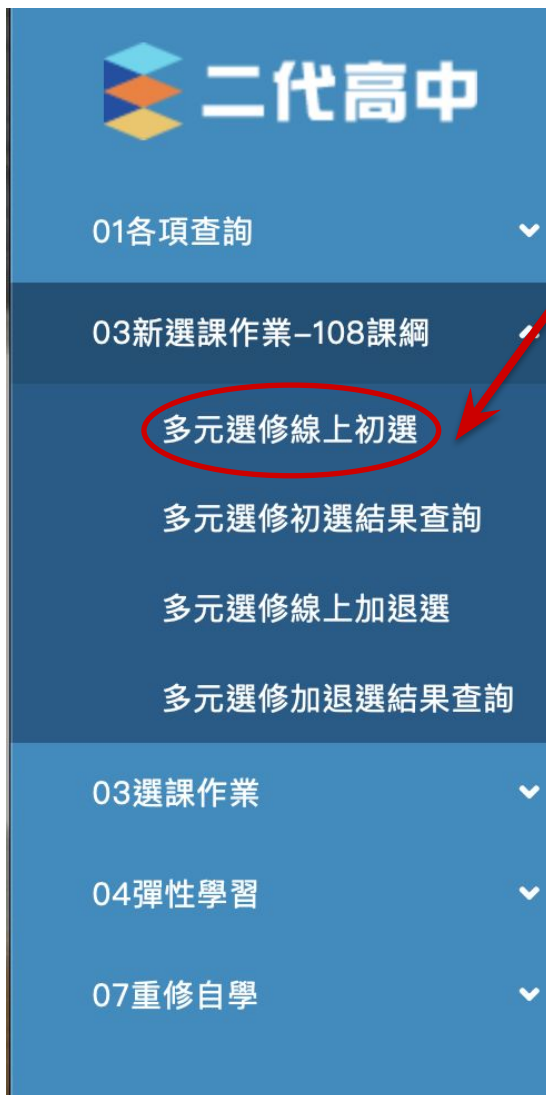 二代高中
01各項查詢
03新選課作業–108課綱
多元選修線上初選
多元選修初選結果查詢
多元選修線上加退選
多元選修加退選結果查詢
03選課作業
04彈性學習
07重修自學